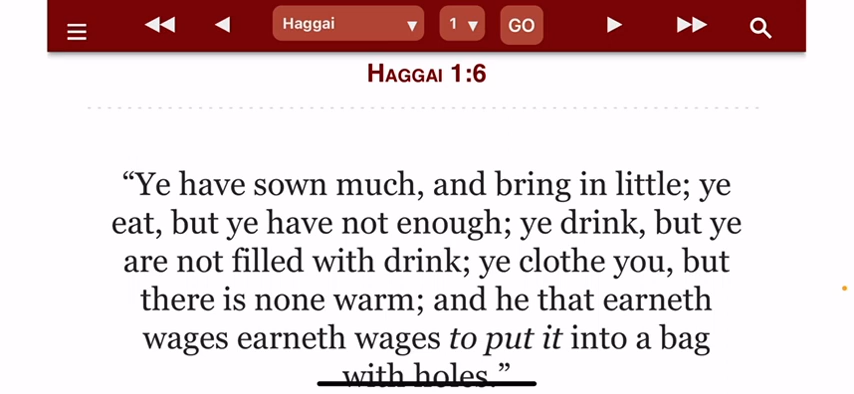 Haggai 1 GO
HAGGAI 1:6
“Ye have sown much, and bring in little; ye
eat, but ye have not enough; ye drink, but ye
are not filled with drink; ye clothe you, but
there is none warm; and he that earneth
wages earneth wages to put it into a bag
with holes.”